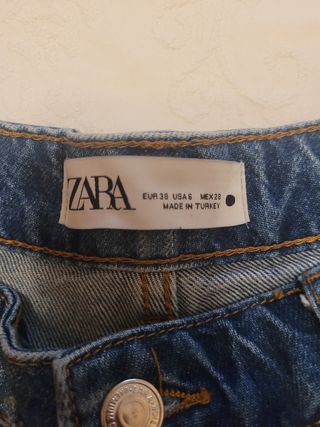 ZARA
EUR 38 USA 6 MEX 28
MADE IN TURKEY